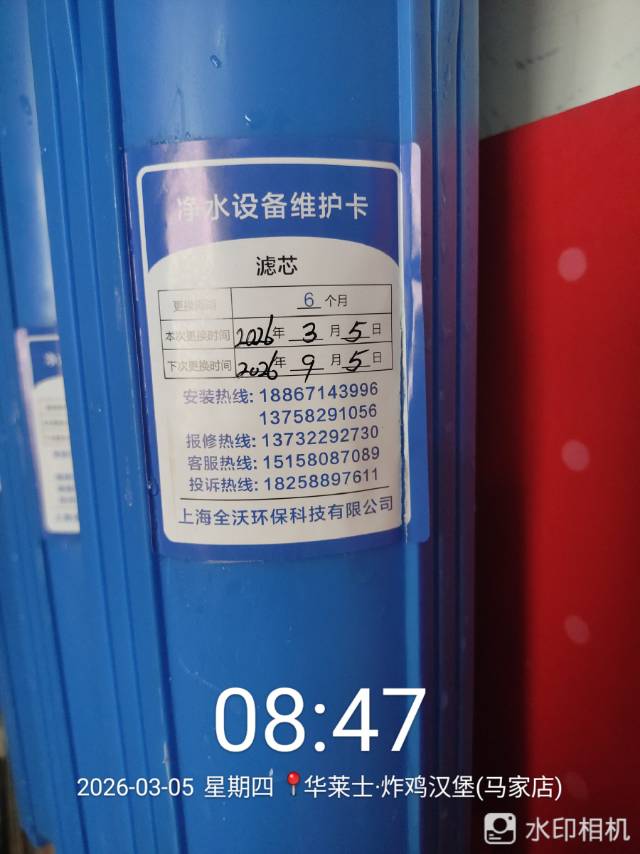 净水设备维护卡
滤芯
更换周期 6 个月
本次更换时间 2026年 3月 5日
下次更换时间 2026年 9月 5日
安装热线: 18867143996
13758291056
报修热线: 13732292730
客服热线: 15158087089
投诉热线: 18258897611
上海全沃环保科技有限公司
08:47
2026-03-05 星期四 华莱士·炸鸡汉堡(马家店)
水印相机